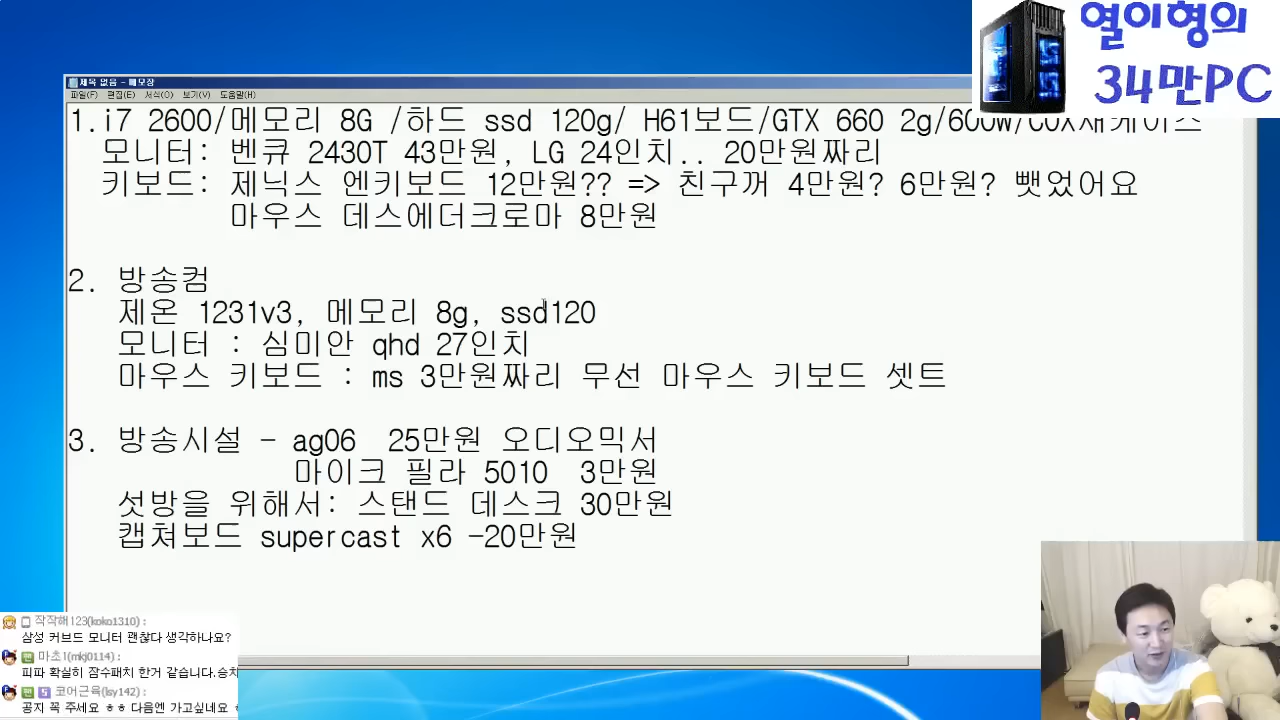 열이형의
34만PC
제목 없음 - 메모장
파일(F) 편집(E) 서식(O) 보기(V) 도움말(H)
1.i7 2600/메모리 8G /하드 ssd 120g/ H61보드/GTX 660 2g/600W/COX새케이스
모니터: 벤큐 2430T 43만원, LG 24인치.. 20만원짜리
키보드: 제닉스 엔키보드 12만원?? => 친구꺼 4만원? 6만원? 뺏었어요
마우스 데스에더크로마 8만원
2. 방송컴
제온 1231v3, 메모리 8g, ssd120
모니터 : 심미안 qhd 27인치
마우스 키보드 : ms 3만원짜리 무선 마우스 키보드 셋트
3. 방송시설 - ag06 25만원 오디오믹서
마이크 필라 5010 3만원
섯방을 위해서: 스탠드 데스크 30만원
캡쳐보드 supercast x6 -20만원
작작해123(koko1310) :
삼성 커브드 모니터 괜찮다 생각하나요?
마초I(mkj0114) :
피파 확실히 잠수패치 한거 같습니다.승차
코어근육(lsy142) :
공지 꼭 주세요 ㅎㅎ 다음엔 가고싶네요